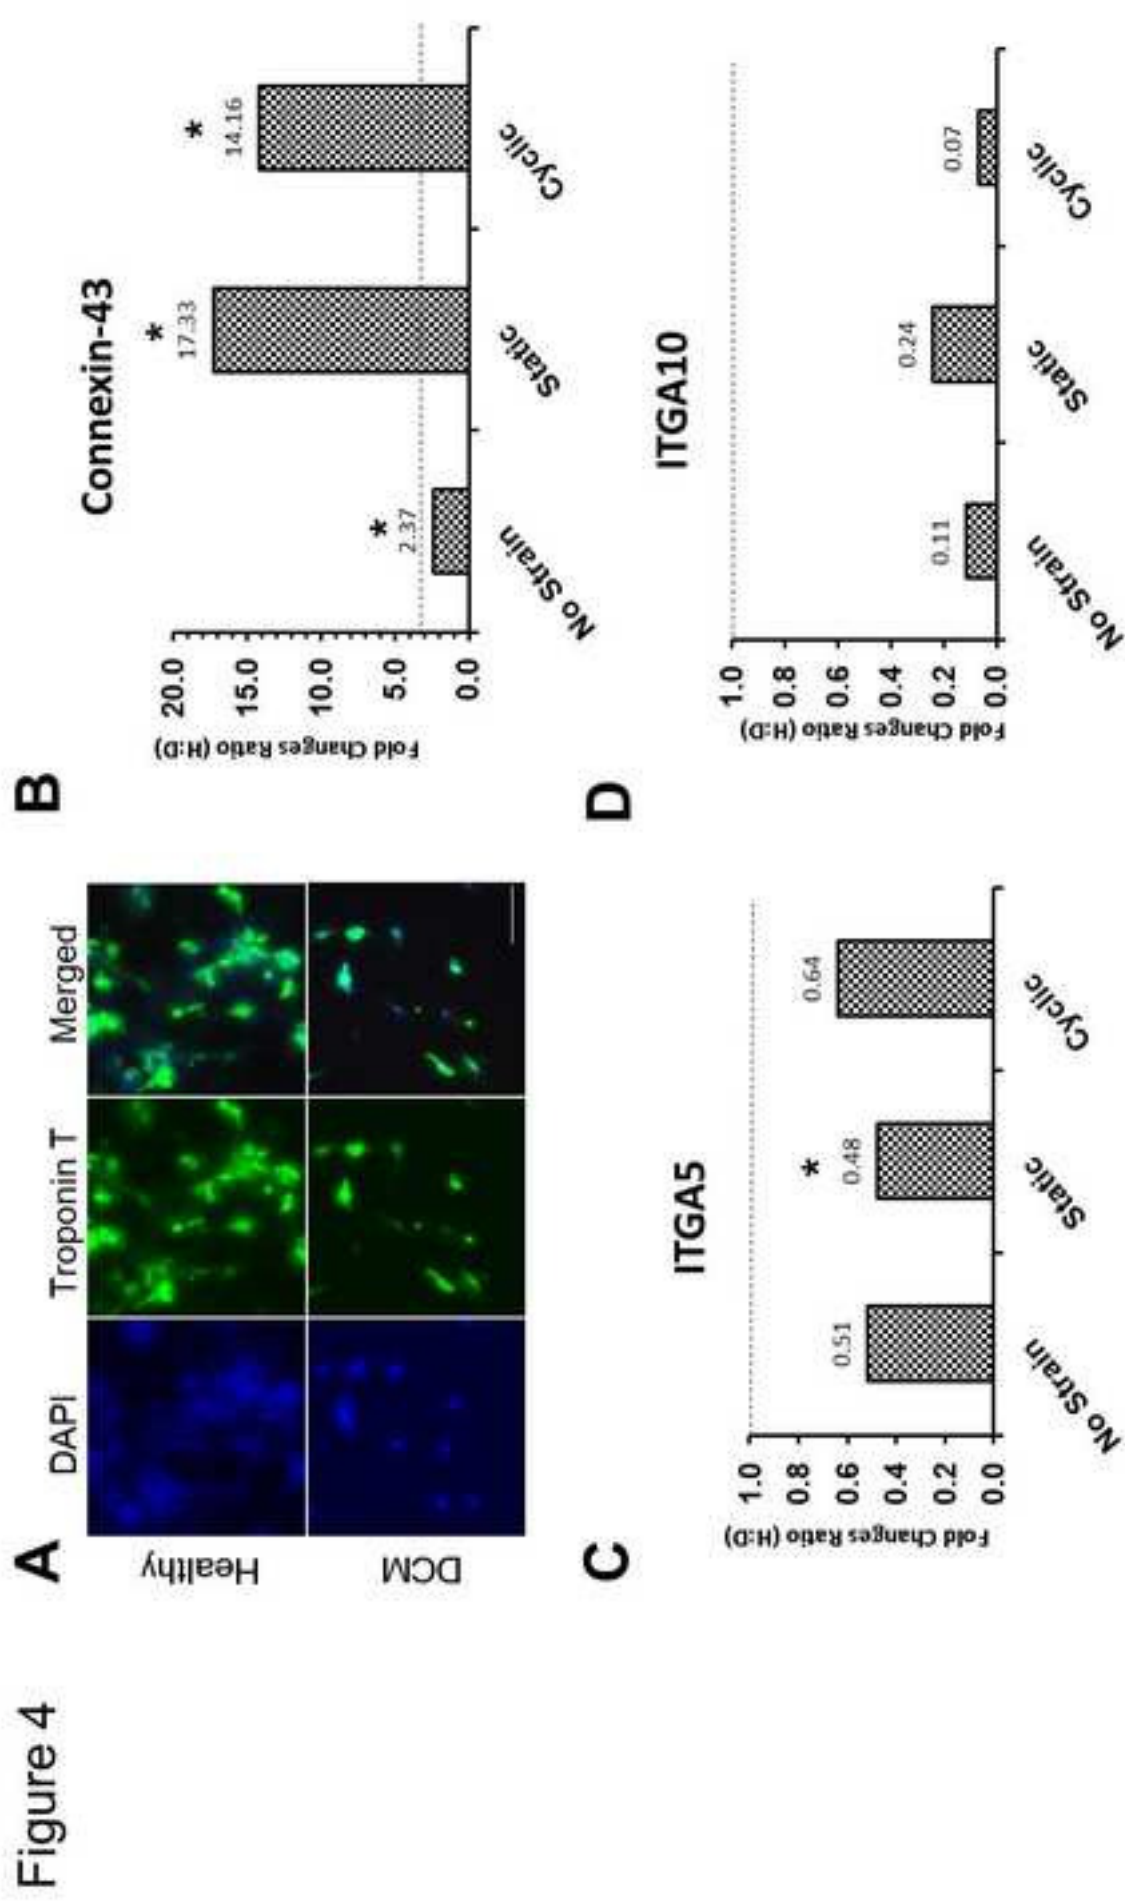 Figure 4
A
DAPI
Troponin T
Merged
Healthy
DCM
B
Connexin-43
Fold Changes Ratio (H:D)
20.0
15.0
10.0
5.0
0.0
*
2.37
*
17.33
*
14.16
No Strain
Static
Cyclic
C
ITGA5
Fold Changes Ratio (H:D)
1.0
0.8
0.6
0.4
0.2
0.0
0.51
*
0.48
0.64
No Strain
Static
Cyclic
D
ITGA10
Fold Changes Ratio (H:D)
1.0
0.8
0.6
0.4
0.2
0.0
0.11
0.24
0.07
No Strain
Static
Cyclic